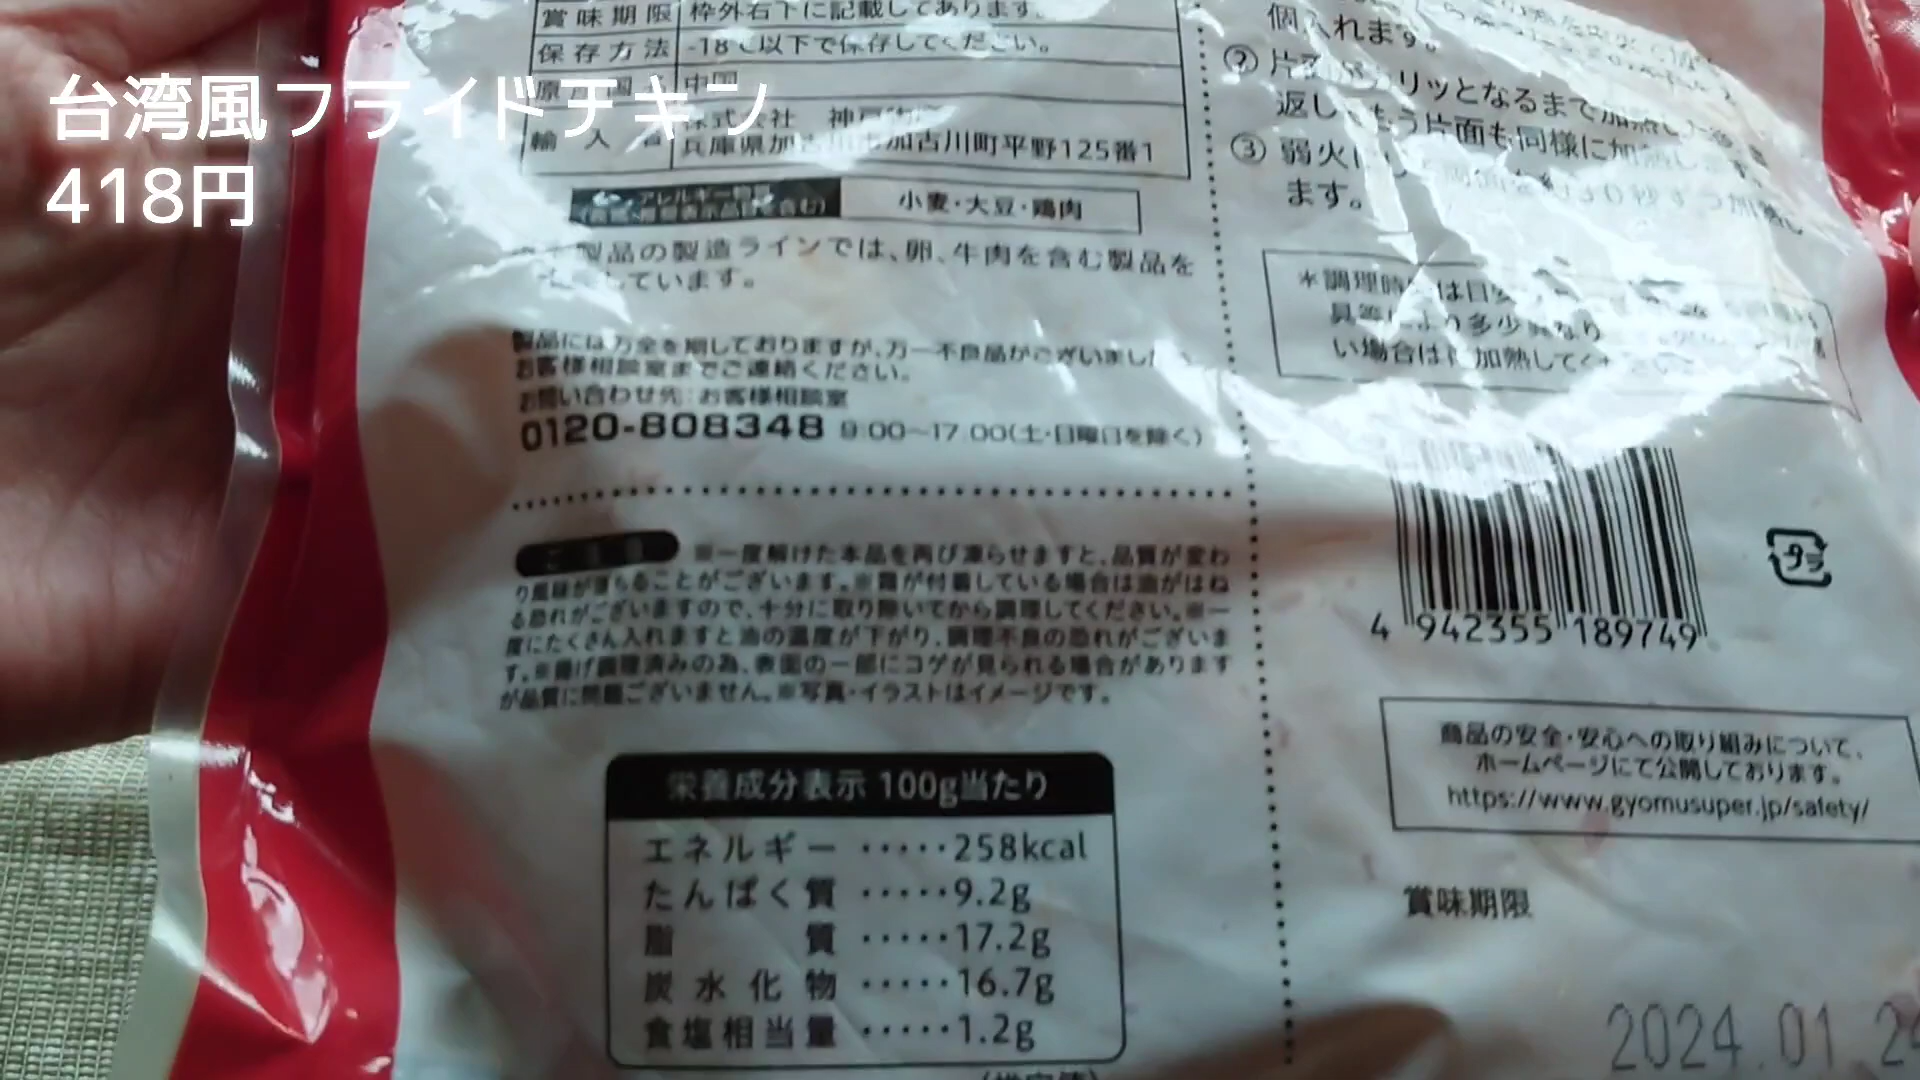 台湾風フライドチキン
418円
賞味期限 枠外右下に記載してあります。
保存方法 -18℃以下で保存してください。
原産国名 中国
輸入者 株式会社 神戸物産
兵庫県加古川市加古川町平野125番1
アレルギー物質 小麦・大豆・鶏肉
製品の製造ラインでは、卵、牛肉を含む製品を
しています。
製品には万全を期しておりますが、万一不良品がございましたら
お客様相談室までご連絡ください。
お問い合わせ先:お客様相談室
0120-808348 9:00~17:00(土・日曜日を除く)
ご注意 ※一度解けた本品を再び凍らせますと、品質が変わ
り風味が落ちることがございます。※霜が付着している場合は油がはね
る恐れがございますので、十分に取り除いてから調理してください。※一
度にたくさん入れますと油の温度が下がり、調理不良の恐れがございま
す。※揚げ調理済みの為、表面の一部にコゲが見られる場合があります
が品質に問題ございません。※写真・イラストはイメージです。
栄養成分表示 100g当たり
エネルギー ・・・・・258kcal
たんぱく質 ・・・・・9.2g
脂質 ・・・・・17.2g
炭水化物 ・・・・・16.7g
食塩相当量 ・・・・・1.2g
(推定値)
個入れます。
② 片面がカリッとなるまで加熱し
返し、もう片面も同様に加熱し
③ 弱火に
ます。
*調理時間は目安
具等により多少異なり
い場合は 加熱してください
4 942355 189749
プラ
商品の安全・安心への取り組みについて、
ホームページにて公開しております。
https://www.gyomusuper.jp/safety/
賞味期限
2024.01.2